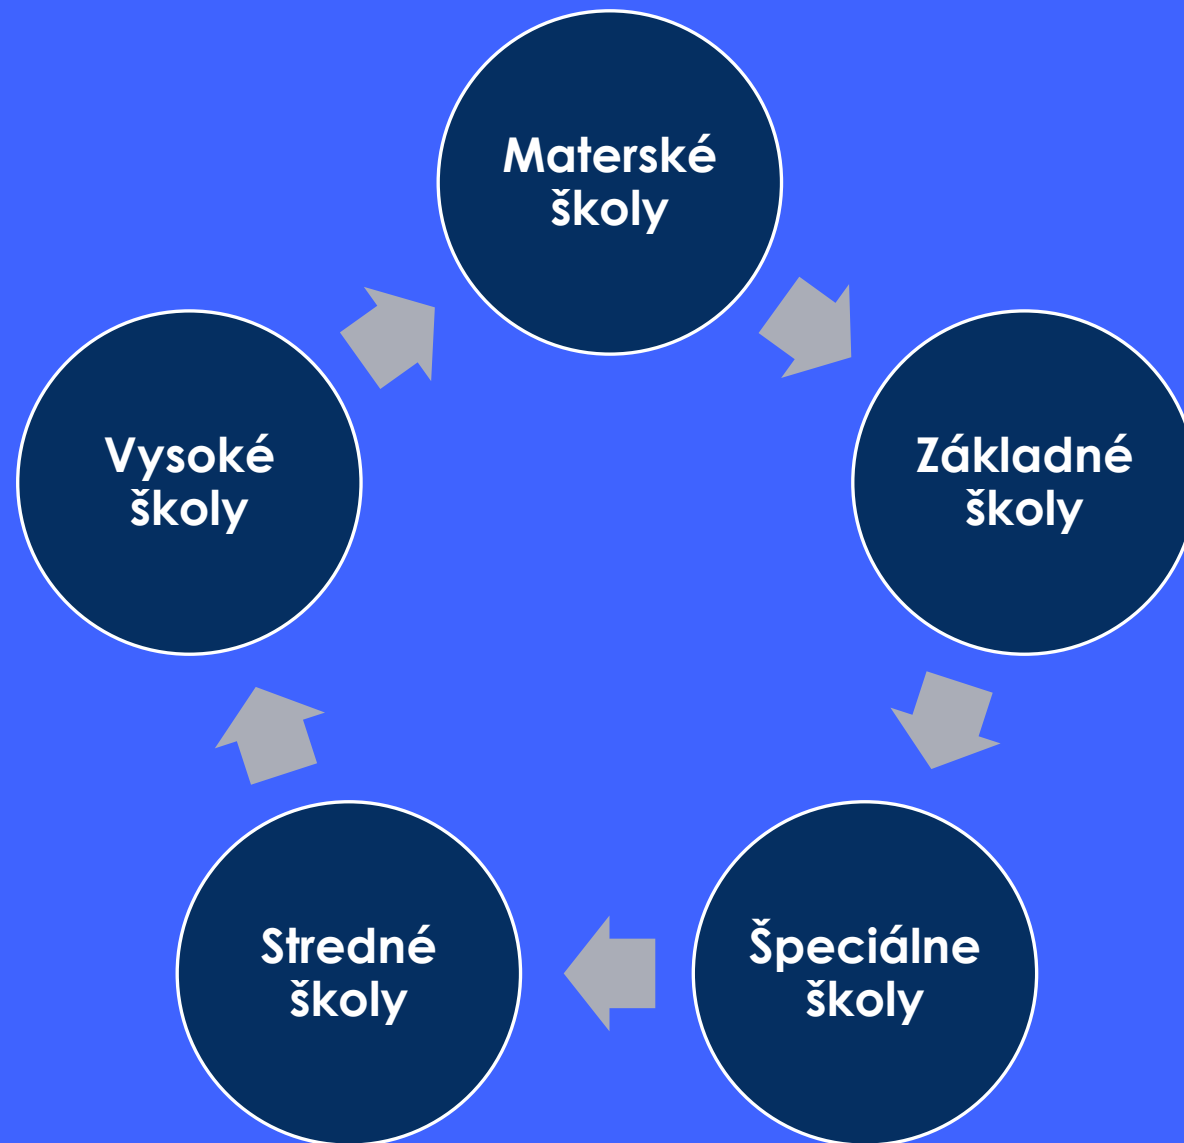 Materské
školy
Základné
školy
Špeciálne
školy
Stredné
školy
Vysoké
školy